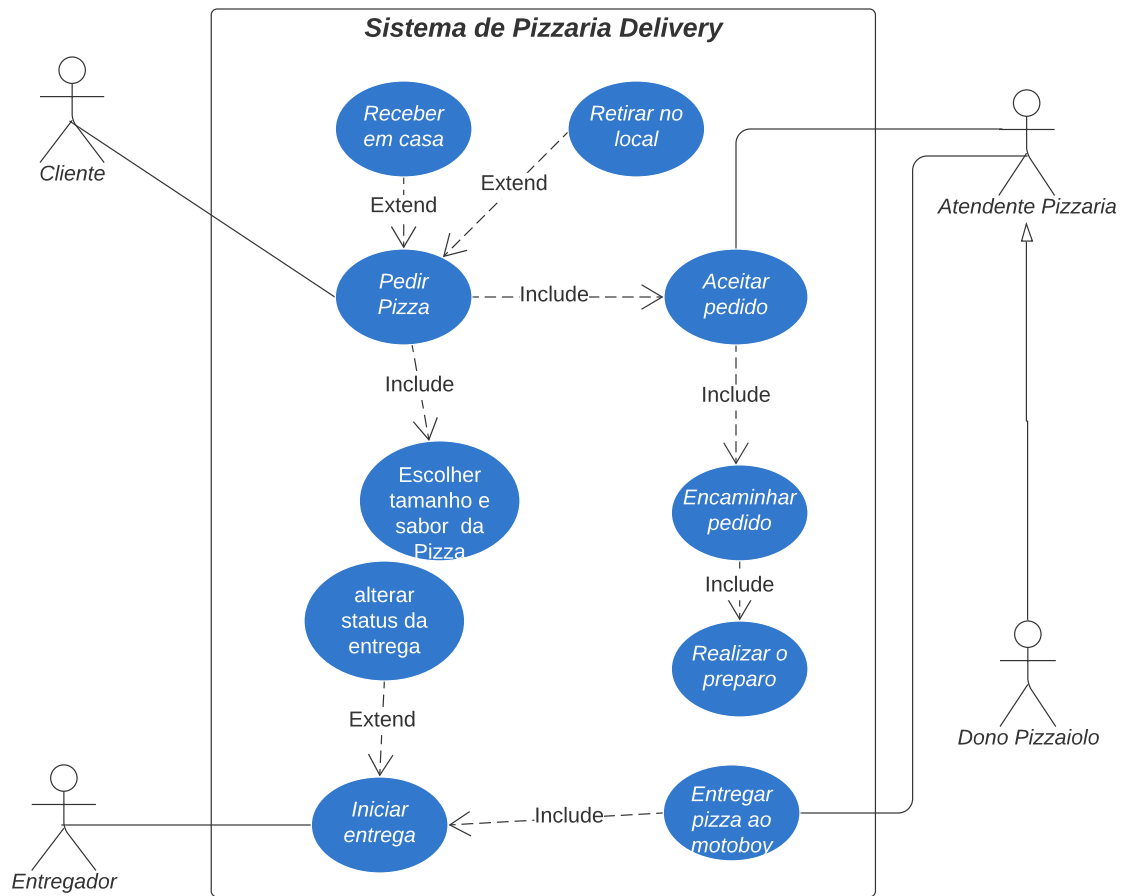 Sistema de Pizzaria Delivery
Receber
em casa
Retirar no
local
Extend
Extend
Cliente
Atendente Pizzaria
Pedir
Pizza
Include
Aceitar
pedido
Include
Include
Escolher
tamanho e
sabor da
Pizza
Encaminhar
pedido
alterar
status da
entrega
Include
Realizar o
preparo
Extend
Dono Pizzaiolo
Iniciar
entrega
Include
Entregar
pizza ao
motoboy
Entregador